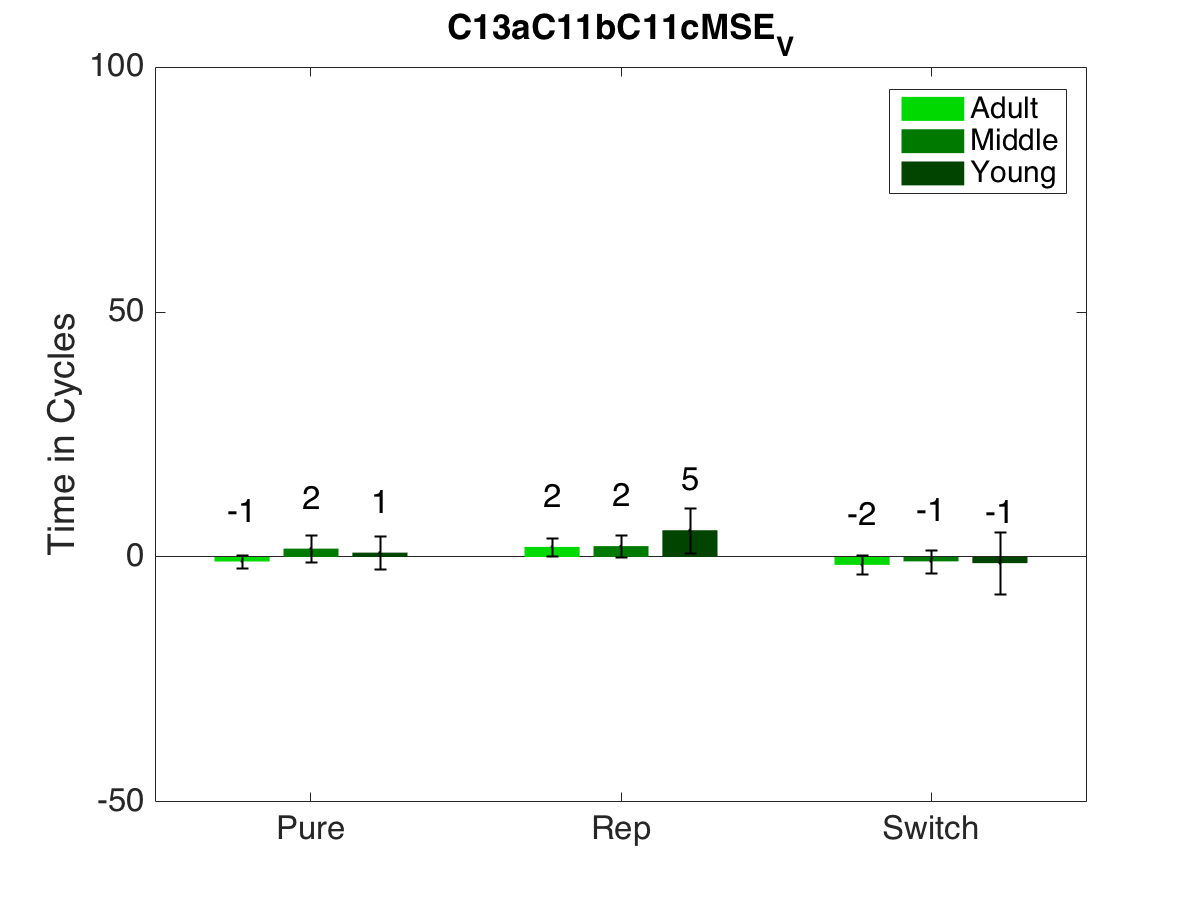 C13aC11bC11cMSE_V
100
Adult
Middle
Young
50
Time in Cycles
-1 2 1 2 2 5 -2 -1 -1
0
-50
Pure Rep Switch